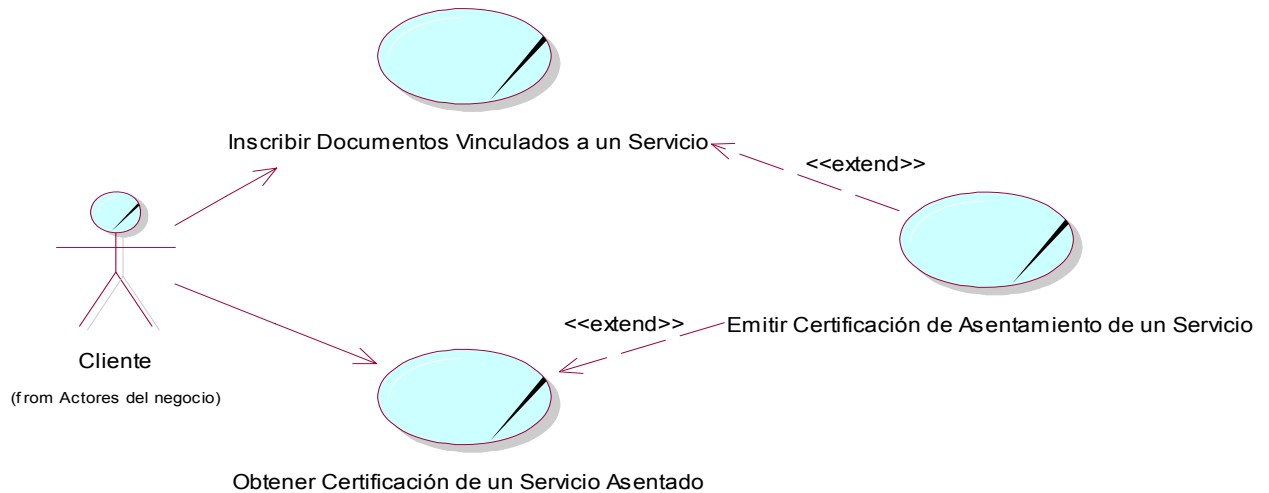 Inscribir Documentos Vinculados a un Servicio
<<extend>>
<<extend>>
Emitir Certificación de Asentamiento de un Servicio
Cliente
(from Actores del negocio)
Obtener Certificación de un Servicio Asentado